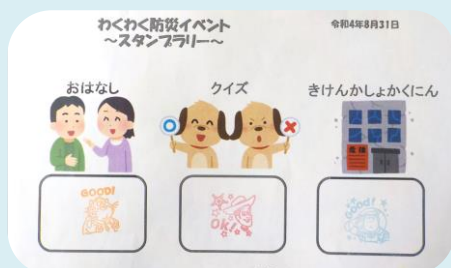 わくわく防災イベント
～スタンプラリー～
令和4年8月31日
おはなし
クイズ
きけんかしょかくにん
危険
GOOD!
OK!
Good!